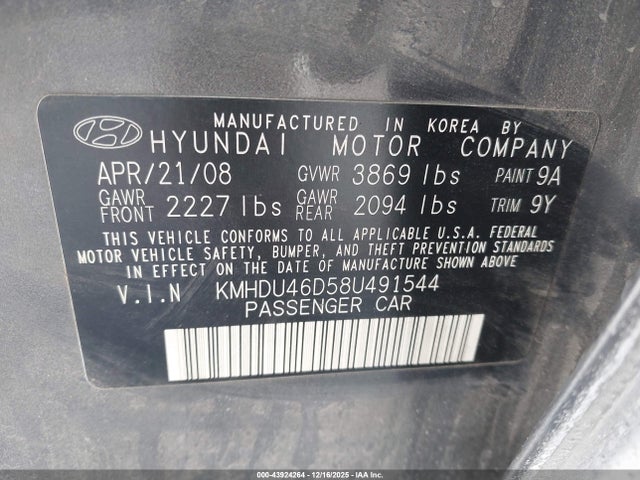 MANUFACTURED IN KOREA BY
HYUNDAI MOTOR COMPANY
APR/21/08 GVWR 3869 lbs PAINT 9A
GAWR FRONT 2227 lbs GAWR REAR 2094 lbs TRIM 9Y
THIS VEHICLE CONFORMS TO ALL APPLICABLE U.S.A. FEDERAL
MOTOR VEHICLE SAFETY, BUMPER, AND THEFT PREVENTION STANDARDS
IN EFFECT ON THE DATE OF MANUFACTURE SHOWN ABOVE.
V.I.N KMHDU46D58U491544
PASSENGER CAR
000-43924264 - 12/16/2025 - IAA Inc.